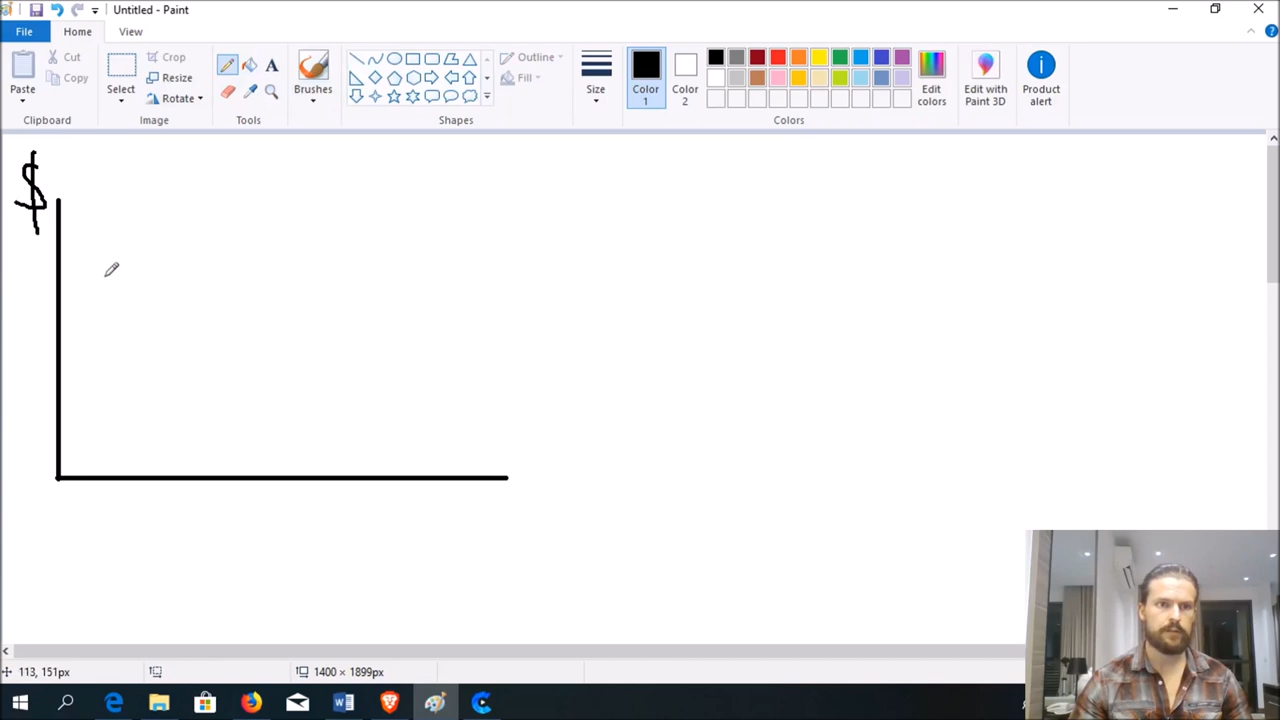 Untitled - Paint
File Home View
Paste
Cut
Copy
Clipboard
Select
Crop
Resize
Rotate
Image
A
Tools
Brushes
Outline
Fill
Shapes
Size
Color 1
Color 2
Edit colors
Colors
Edit with Paint 3D
Product alert
$
113, 151px
1400 × 1899px